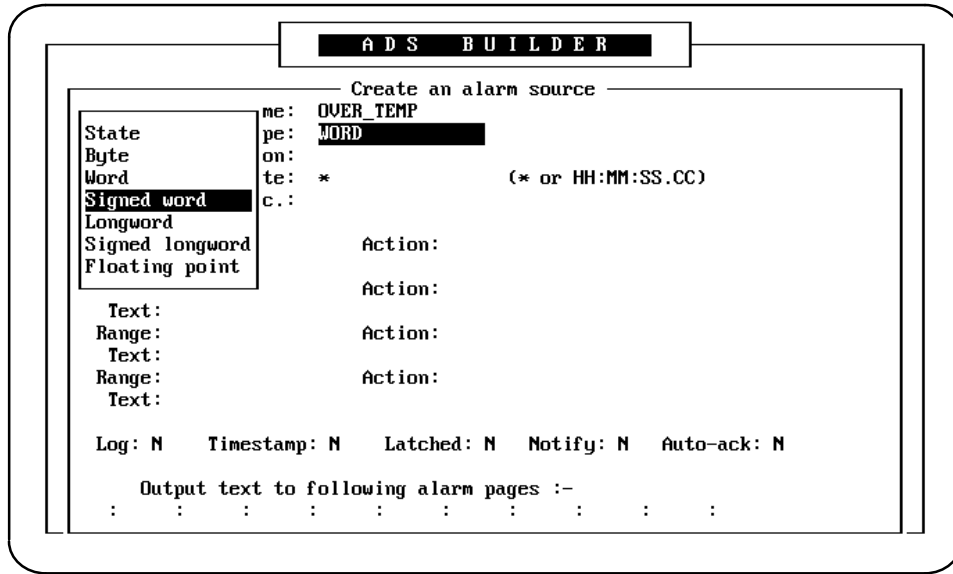 ADS BUILDER
Create an alarm source
me: OVER_TEMP
State pe: WORD
Byte on:
Word te: * (* or HH:MM:SS.CC)
Signed word c.:
Longword
Signed longword Action:
Floating point
Action:
Text:
Range: Action:
Text:
Range: Action:
Text:
Log: N Timestamp: N Latched: N Notify: N Auto-ack: N
Output text to following alarm pages :-
: : : : : : : : : :